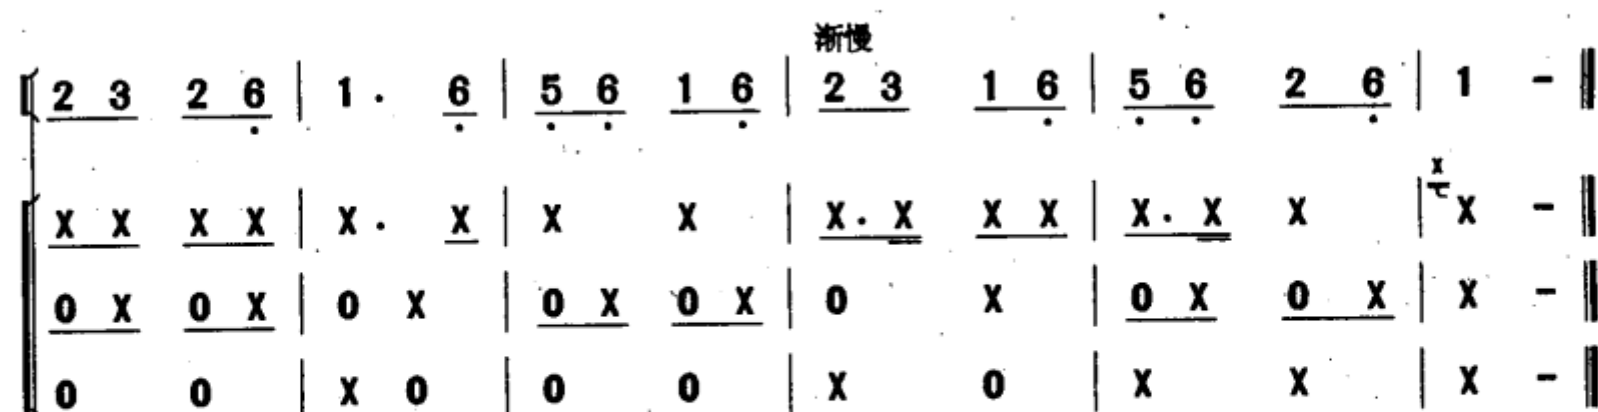 渐慢
2 3 2 6 | 1 · 6 | 5 6 1 6 | 2 3 1 6 | 5 6 2 6 | 1 -
X
X X X X | X · X | X X | X · X X X | X · X X | X -
0 X 0 X | 0 X | 0 X 0 X | 0 X | 0 X 0 X | X -
0 0 | X 0 | 0 0 | X 0 | X X | X -